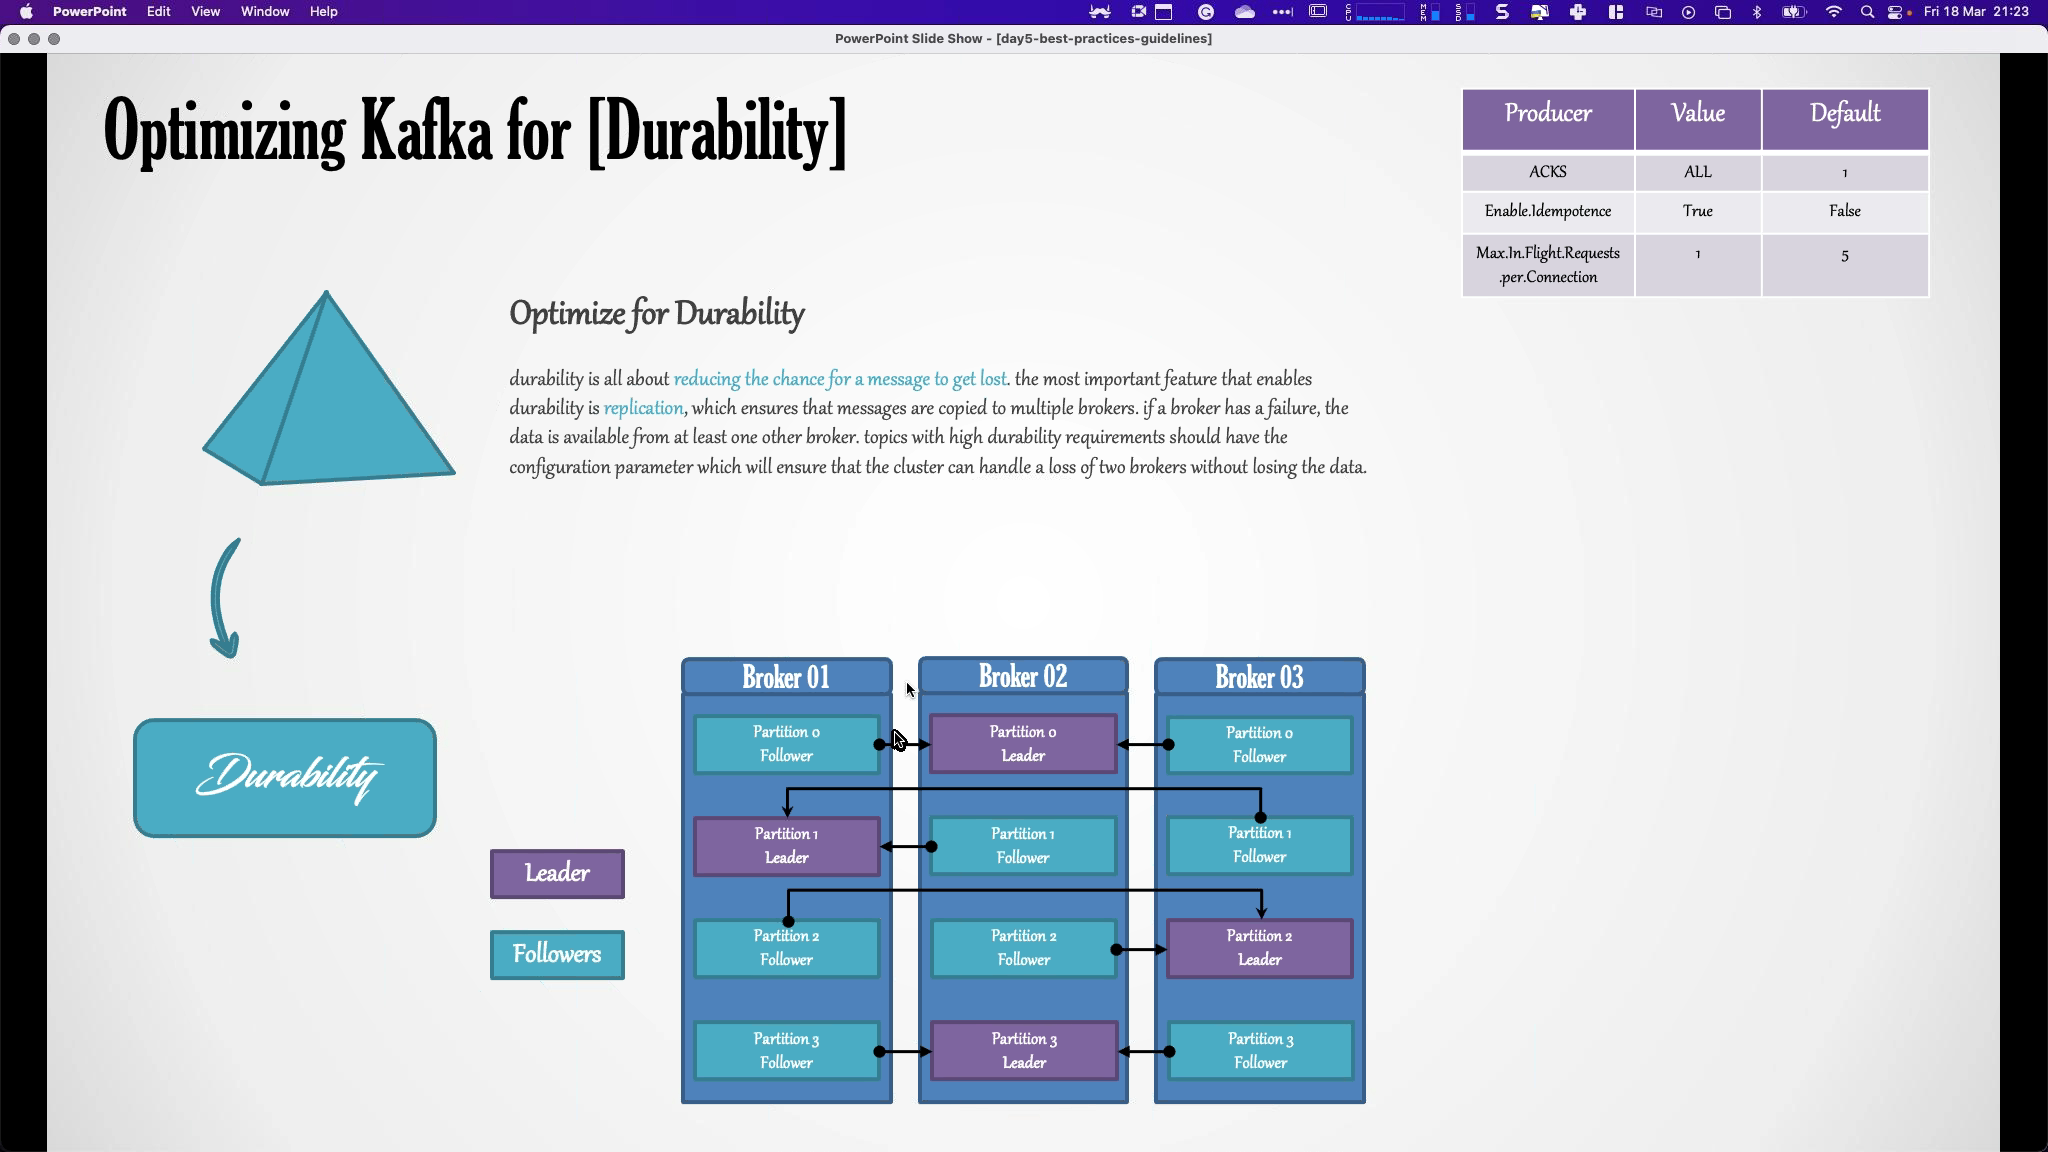 PowerPoint Edit View Window Help
CPU MEM SSD Fri 18 Mar 21:23
PowerPoint Slide Show - [day5-best-practices-guidelines]
Optimizing Kafka for [Durability]
Producer Value Default
ACKS ALL 1
Enable.Idempotence True False
Max.In.Flight.Requests
.per.Connection 1 5
Optimize for Durability
durability is all about reducing the chance for a message to get lost. the most important feature that enables
durability is replication, which ensures that messages are copied to multiple brokers. if a broker has a failure, the
data is available from at least one other broker. topics with high durability requirements should have the
configuration parameter which will ensure that the cluster can handle a loss of two brokers without losing the data.
Durability
Leader
Followers
Broker 01 Broker 02 Broker 03
Partition 0 Partition 0 Partition 0
Follower Leader Follower
Partition 1 Partition 1 Partition 1
Leader Follower Follower
Partition 2 Partition 2 Partition 2
Follower Follower Leader
Partition 3 Partition 3 Partition 3
Follower Leader Follower